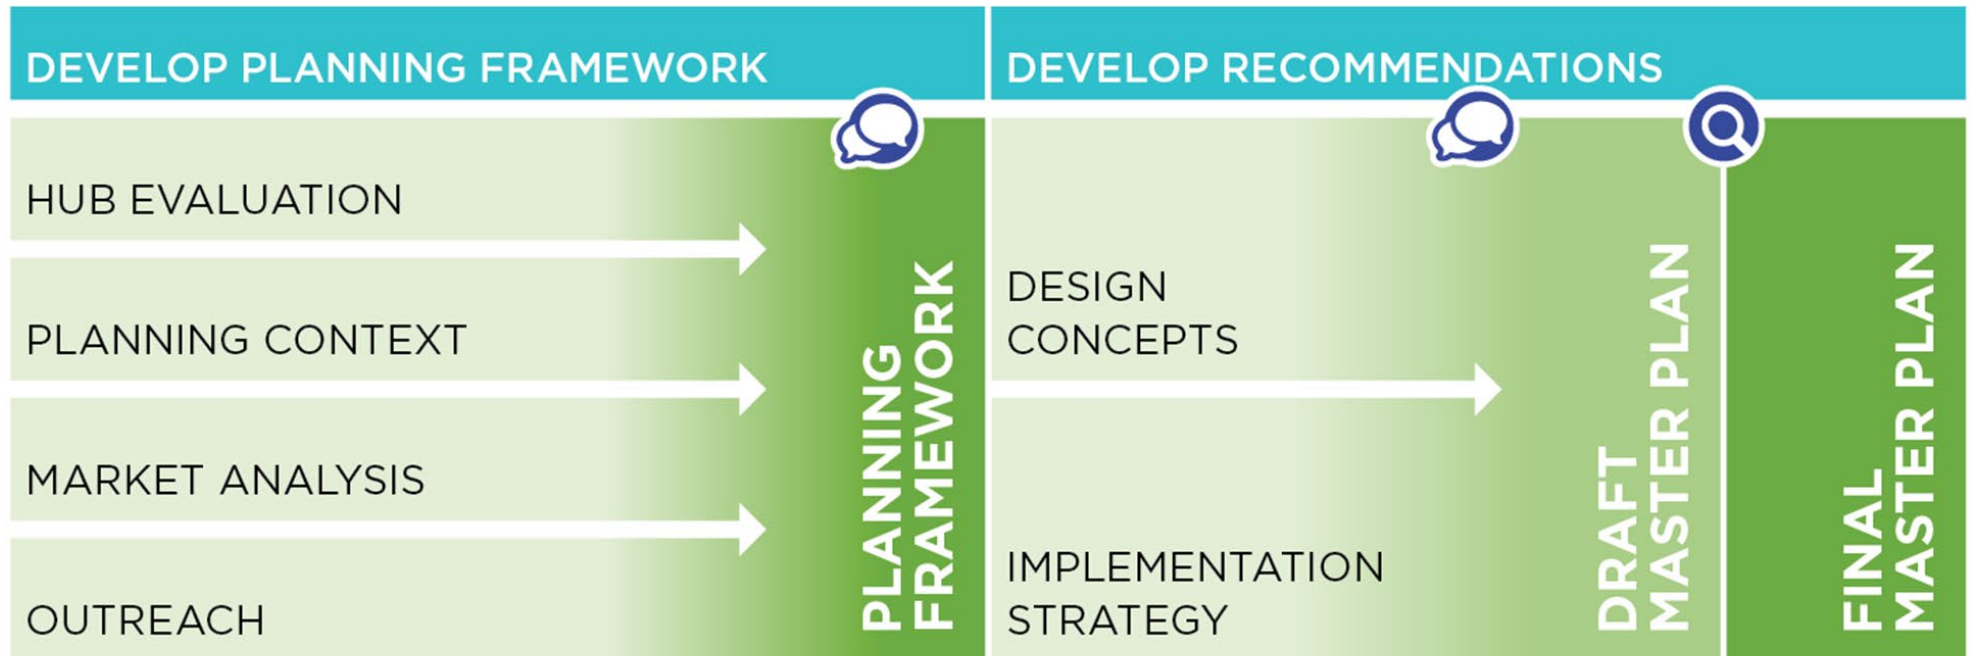 DEVELOP PLANNING FRAMEWORK
HUB EVALUATION
PLANNING CONTEXT
MARKET ANALYSIS
OUTREACH
PLANNING
FRAMEWORK
DEVELOP RECOMMENDATIONS
DESIGN
CONCEPTS
IMPLEMENTATION
STRATEGY
DRAFT
MASTER PLAN
FINAL
MASTER PLAN